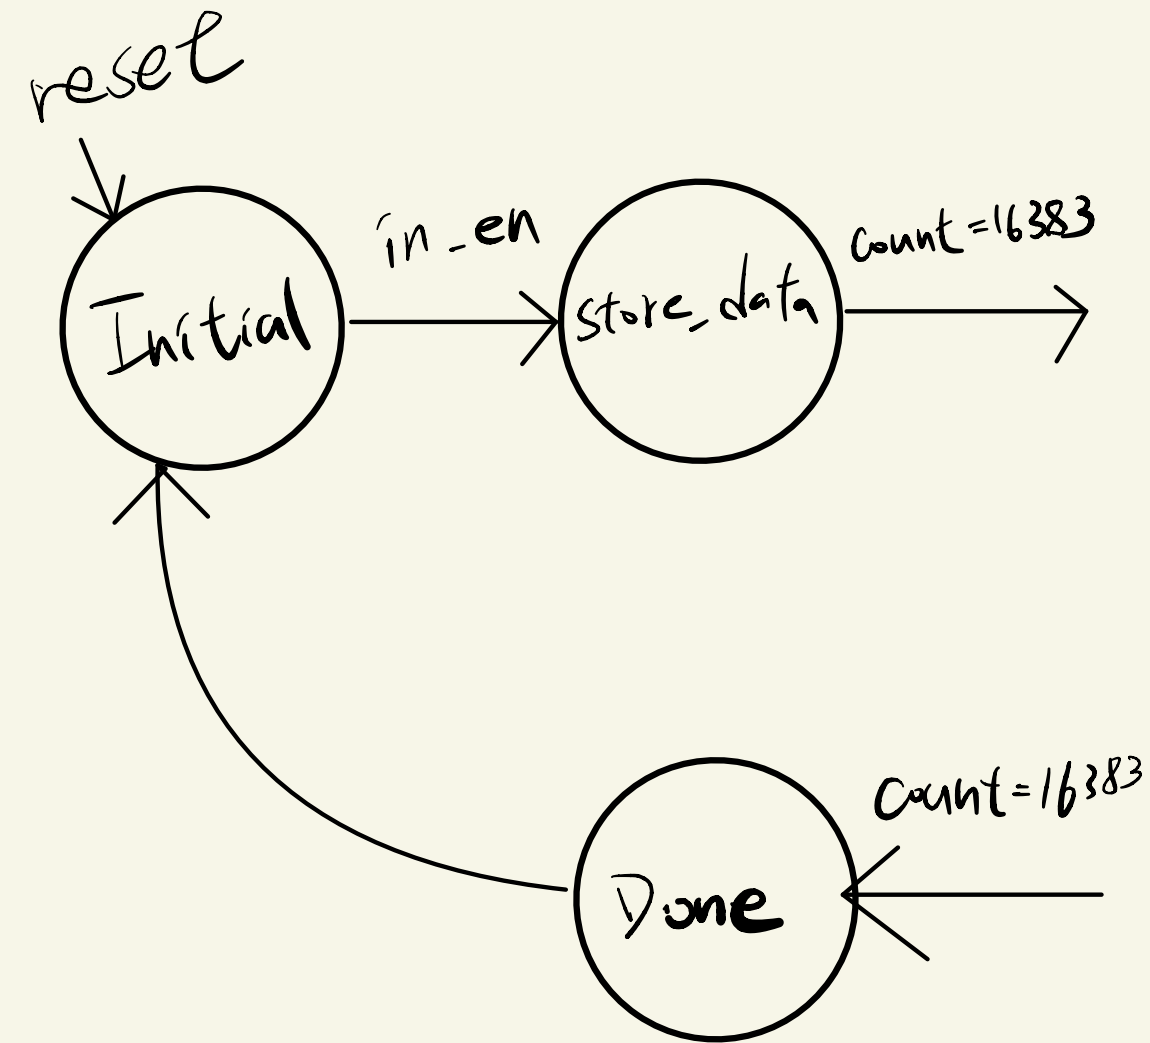 reset
in_en
count=16383
Initial
store_data
count=16383
Done